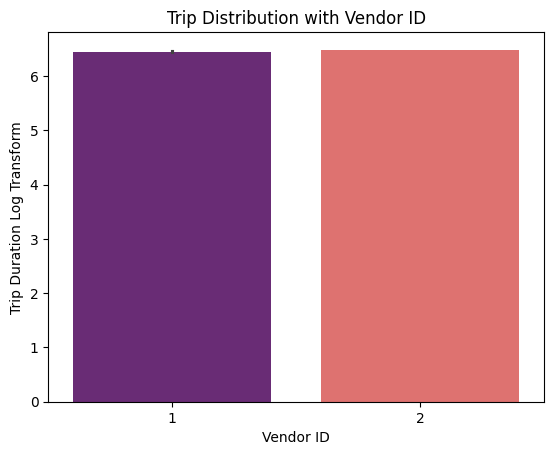 Trip Distribution with Vendor ID
Trip Duration Log Transform
6
5
4
3
2
1
0
1 2
Vendor ID